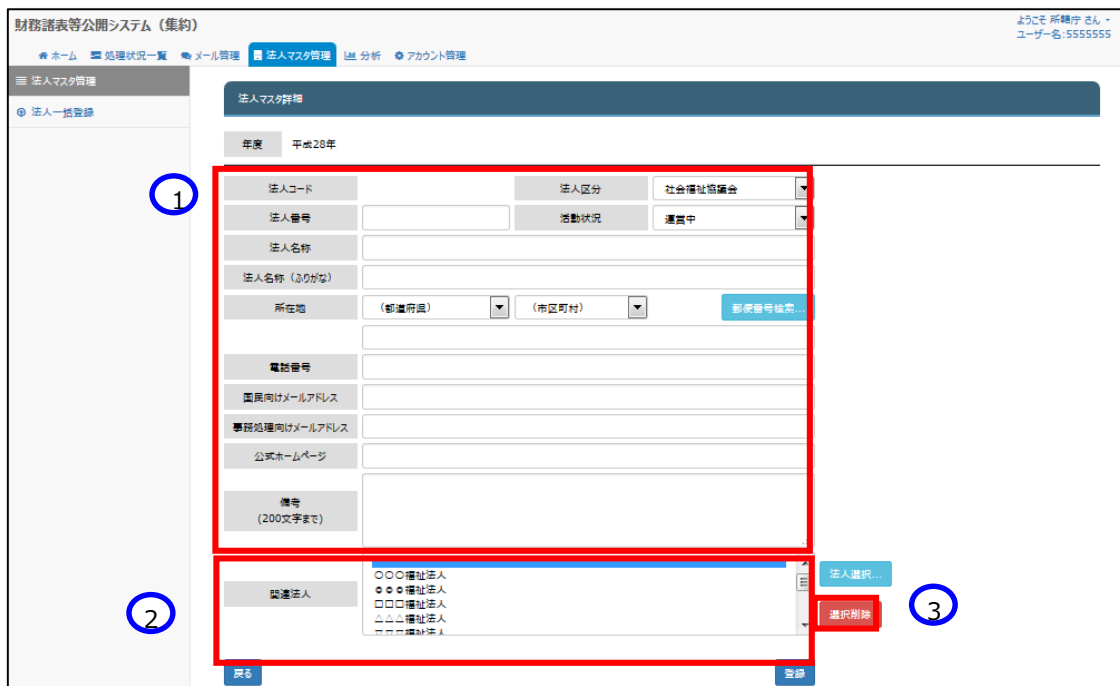 財務諸表等公開システム（集約）
ようこそ 所轄庁 さん
ユーザー名:5555555
ホーム 処理状況一覧 メール管理 法人マスタ管理 分析 アカウント管理
法人マスタ管理
法人一括登録
法人マスタ詳細
年度 平成28年
1
法人コード 法人区分 社会福祉協議会
法人番号 活動状況 運営中
法人名称
法人名称（ふりがな）
所在地 （都道府県） （市区町村） 郵便番号検索...
電話番号
国民向けメールアドレス
事務処理向けメールアドレス
公式ホームページ
備考
(200文字まで)
2
関連法人
○○○福祉法人
◎◎◎福祉法人
□□□福祉法人
△△△福祉法人
▽▽▽福祉法人
法人選択...
選択削除
3
戻る 登録